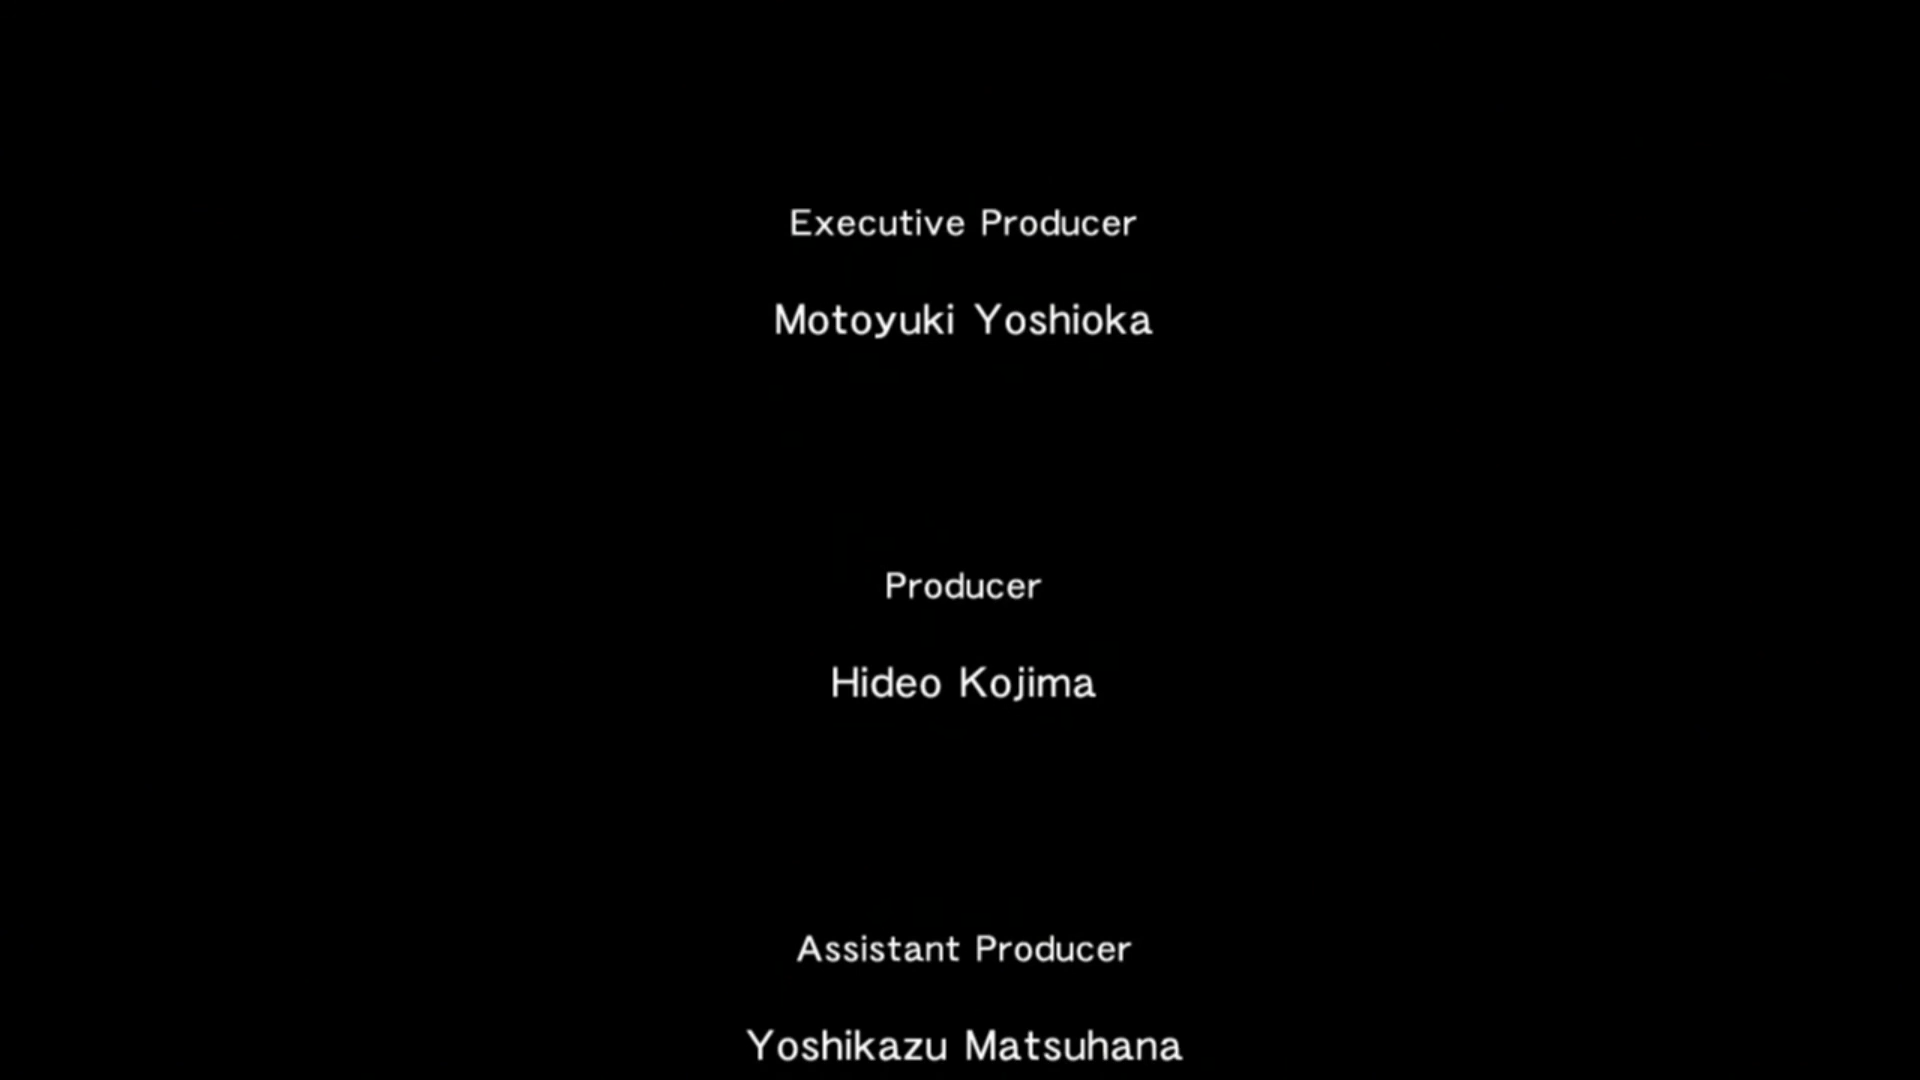 Executive Producer
Motoyuki Yoshioka
Producer
Hideo Kojima
Assistant Producer
Yoshikazu Matsuhana